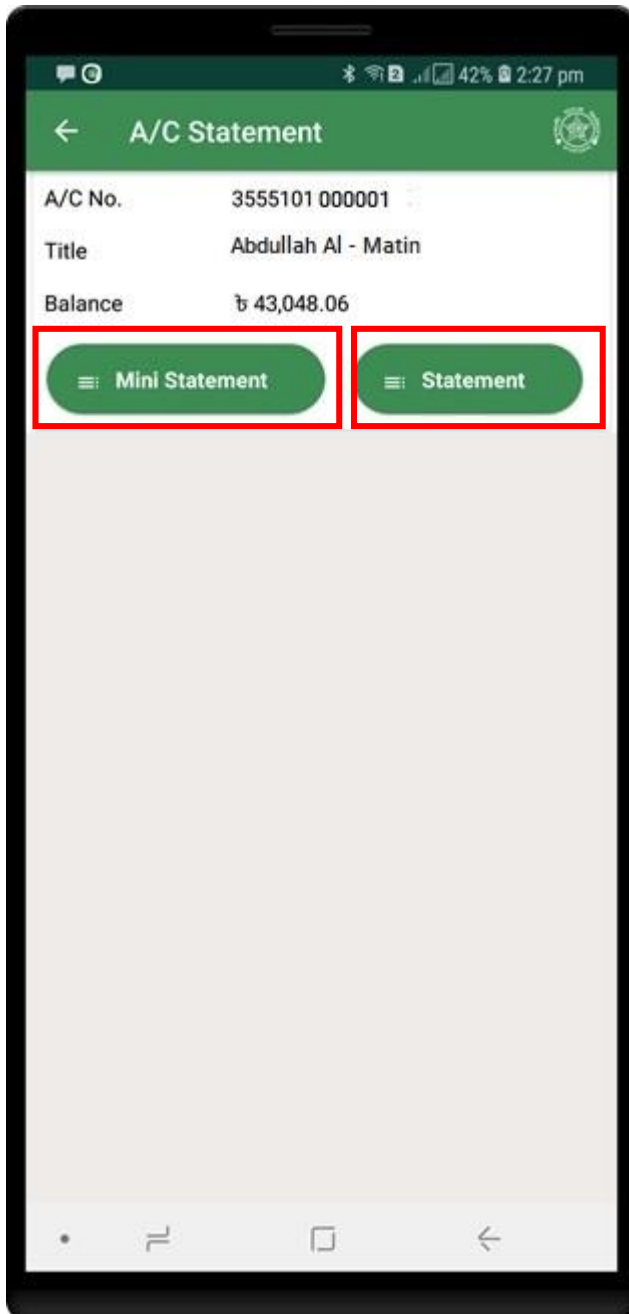 2 42% 2:27 pm
A/C Statement
A/C No. 3555101 000001
Title Abdullah Al - Matin
Balance ৳ 43,048.06
Mini Statement Statement